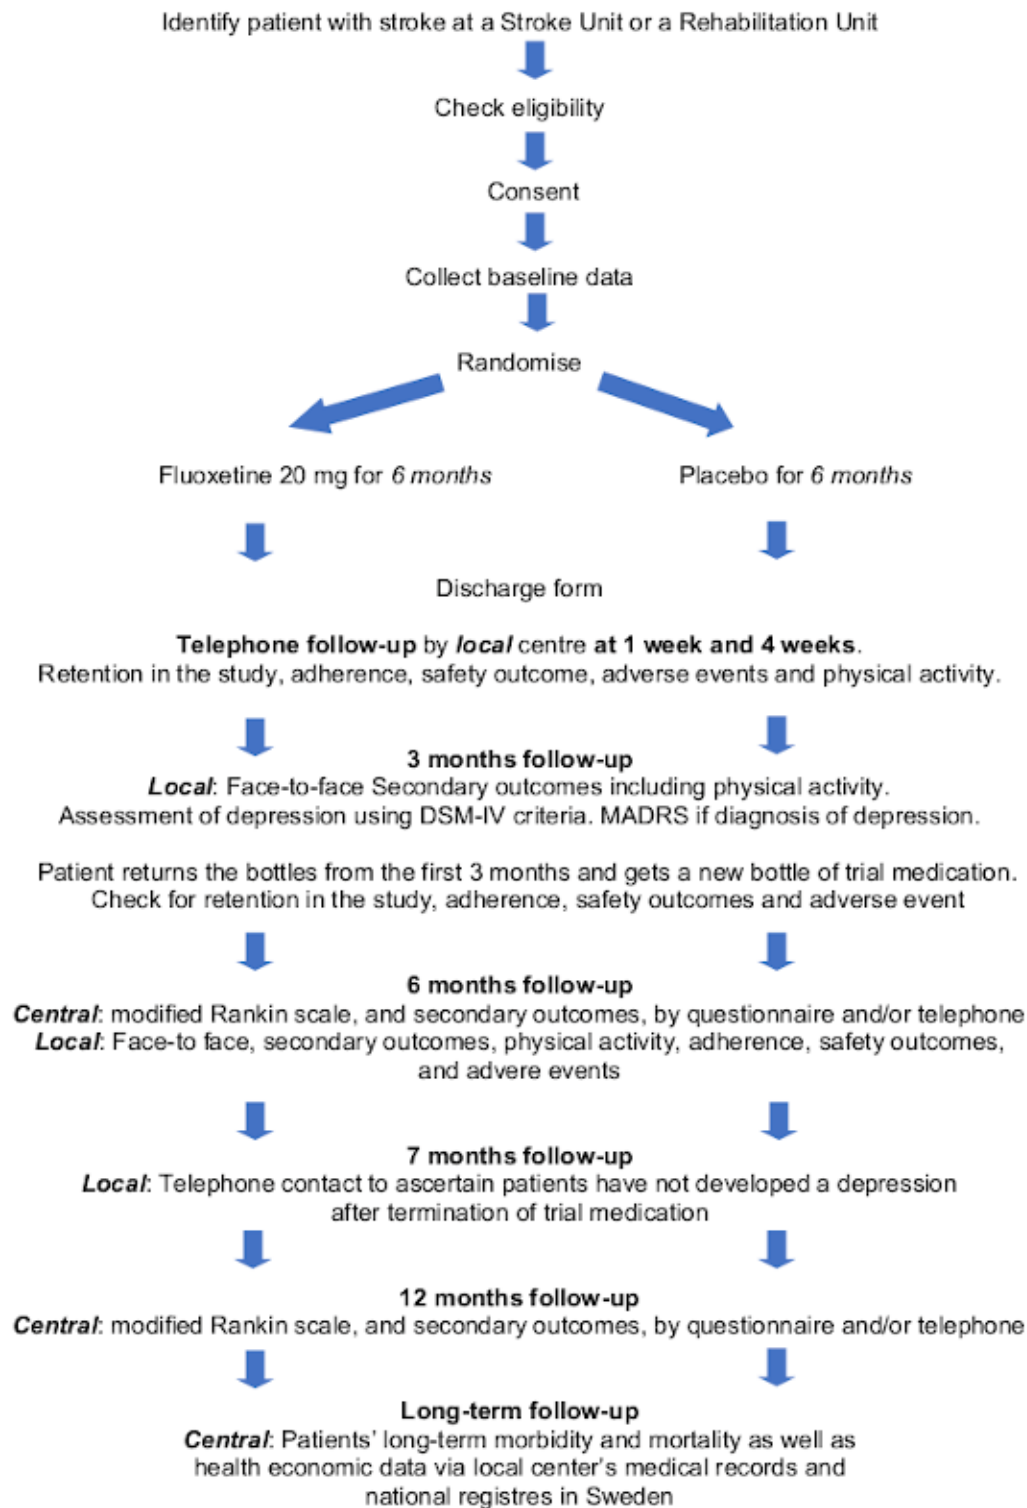 Identify patient with stroke at a Stroke Unit or a Rehabilitation Unit
Check eligibility
Consent
Collect baseline data
Randomise
Fluoxetine 20 mg for 6 months
Placebo for 6 months
Discharge form
Telephone follow-up by local centre at 1 week and 4 weeks.
Retention in the study, adherence, safety outcome, adverse events and physical activity.
3 months follow-up
Local: Face-to-face Secondary outcomes including physical activity.
Assessment of depression using DSM-IV criteria. MADRS if diagnosis of depression.
Patient returns the bottles from the first 3 months and gets a new bottle of trial medication.
Check for retention in the study, adherence, safety outcomes and adverse event
6 months follow-up
Central: modified Rankin scale, and secondary outcomes, by questionnaire and/or telephone
Local: Face-to face, secondary outcomes, physical activity, adherence, safety outcomes,
and advere events
7 months follow-up
Local: Telephone contact to ascertain patients have not developed a depression
after termination of trial medication
12 months follow-up
Central: modified Rankin scale, and secondary outcomes, by questionnaire and/or telephone
Long-term follow-up
Central: Patients' long-term morbidity and mortality as well as
health economic data via local center's medical records and
national registres in Sweden